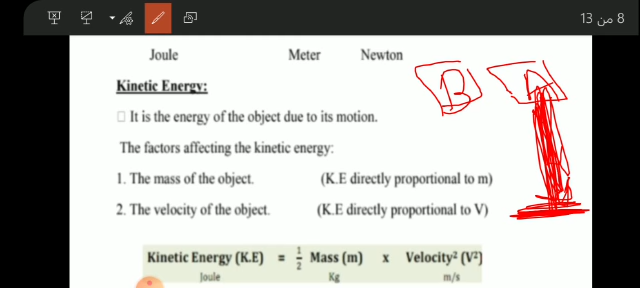 8 من 13
Joule Meter Newton
B A
Kinetic Energy:
It is the energy of the object due to its motion.
The factors affecting the kinetic energy:
1. The mass of the object. (K.E directly proportional to m)
2. The velocity of the object. (K.E directly proportional to V)
Kinetic Energy (K.E) = 1/2 Mass (m) x Velocity² (V²)
Joule Kg m/s